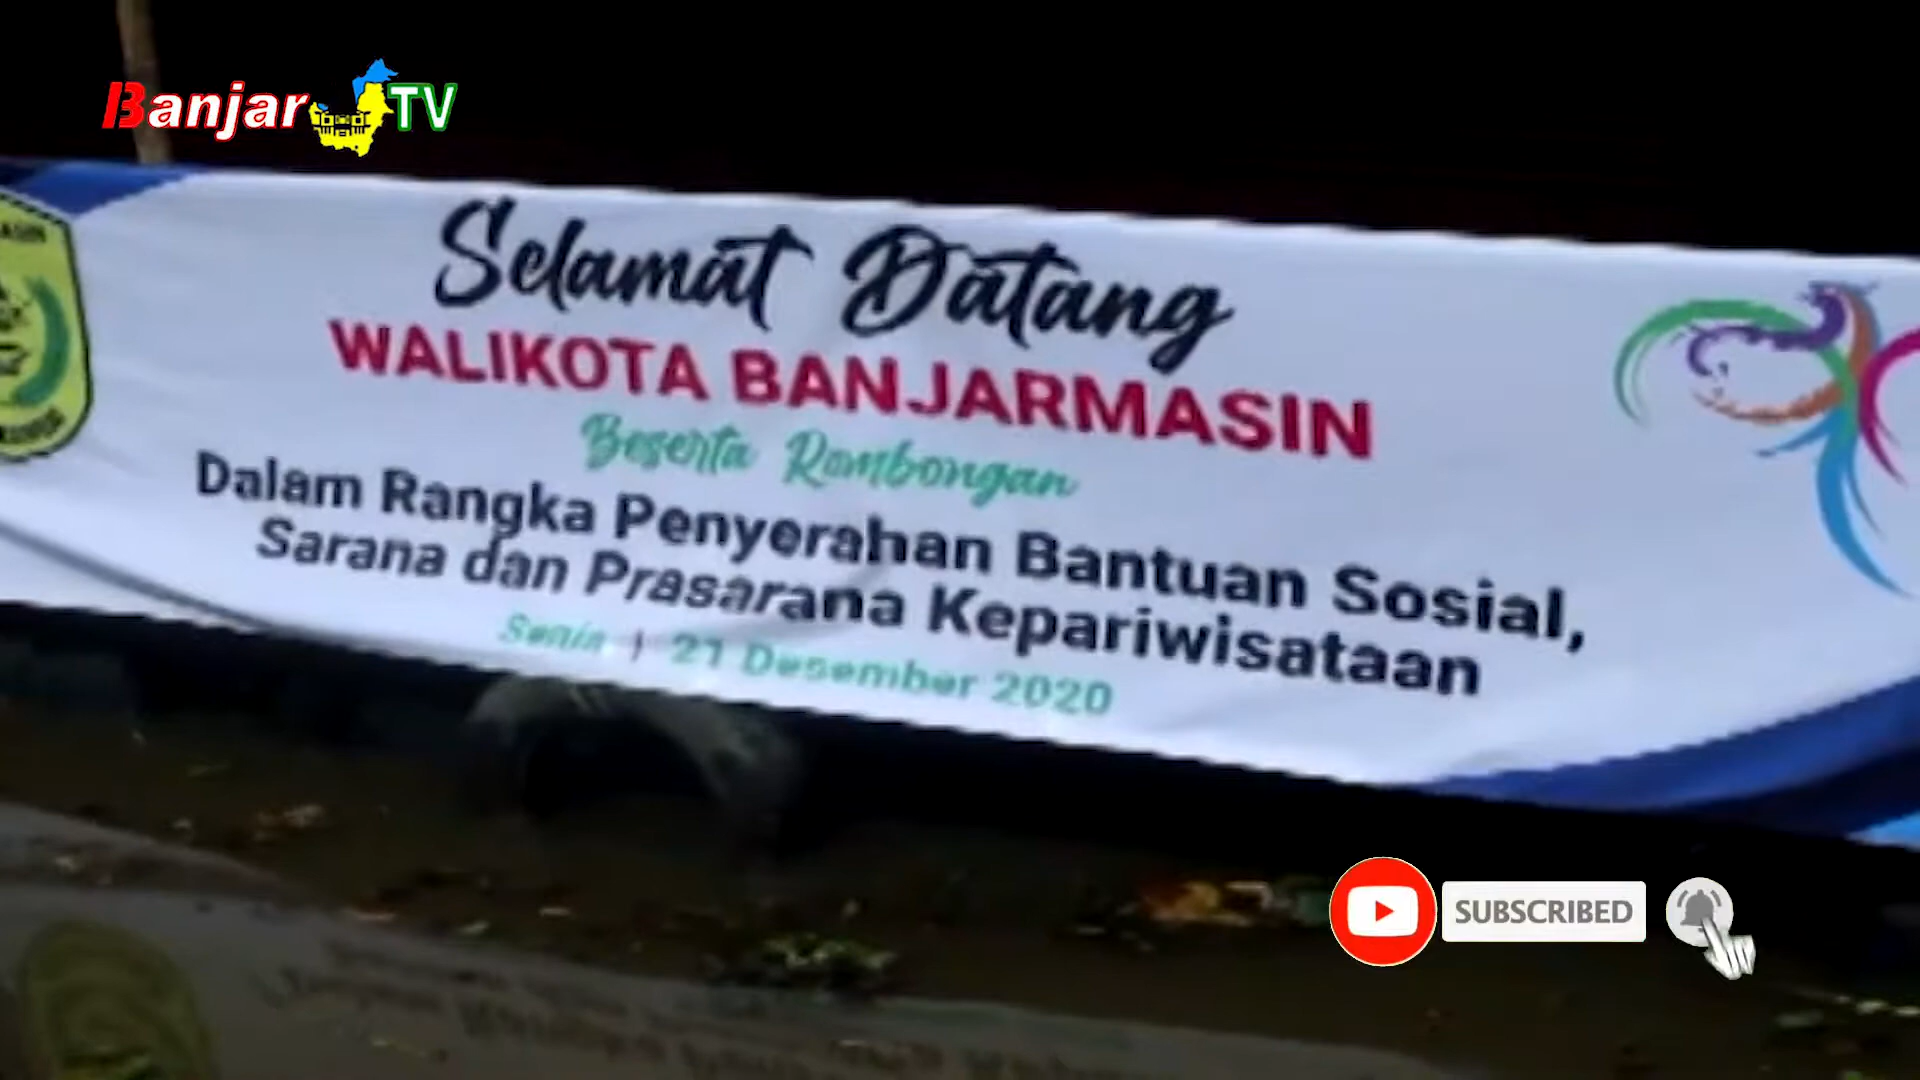 Banjar TV
Selamat Datang
WALIKOTA BANJARMASIN
Beserta Rombongan
Dalam Rangka Penyerahan Bantuan Sosial,
Sarana dan Prasarana Kepariwisataan
Senin | 21 Desember 2020
SUBSCRIBED